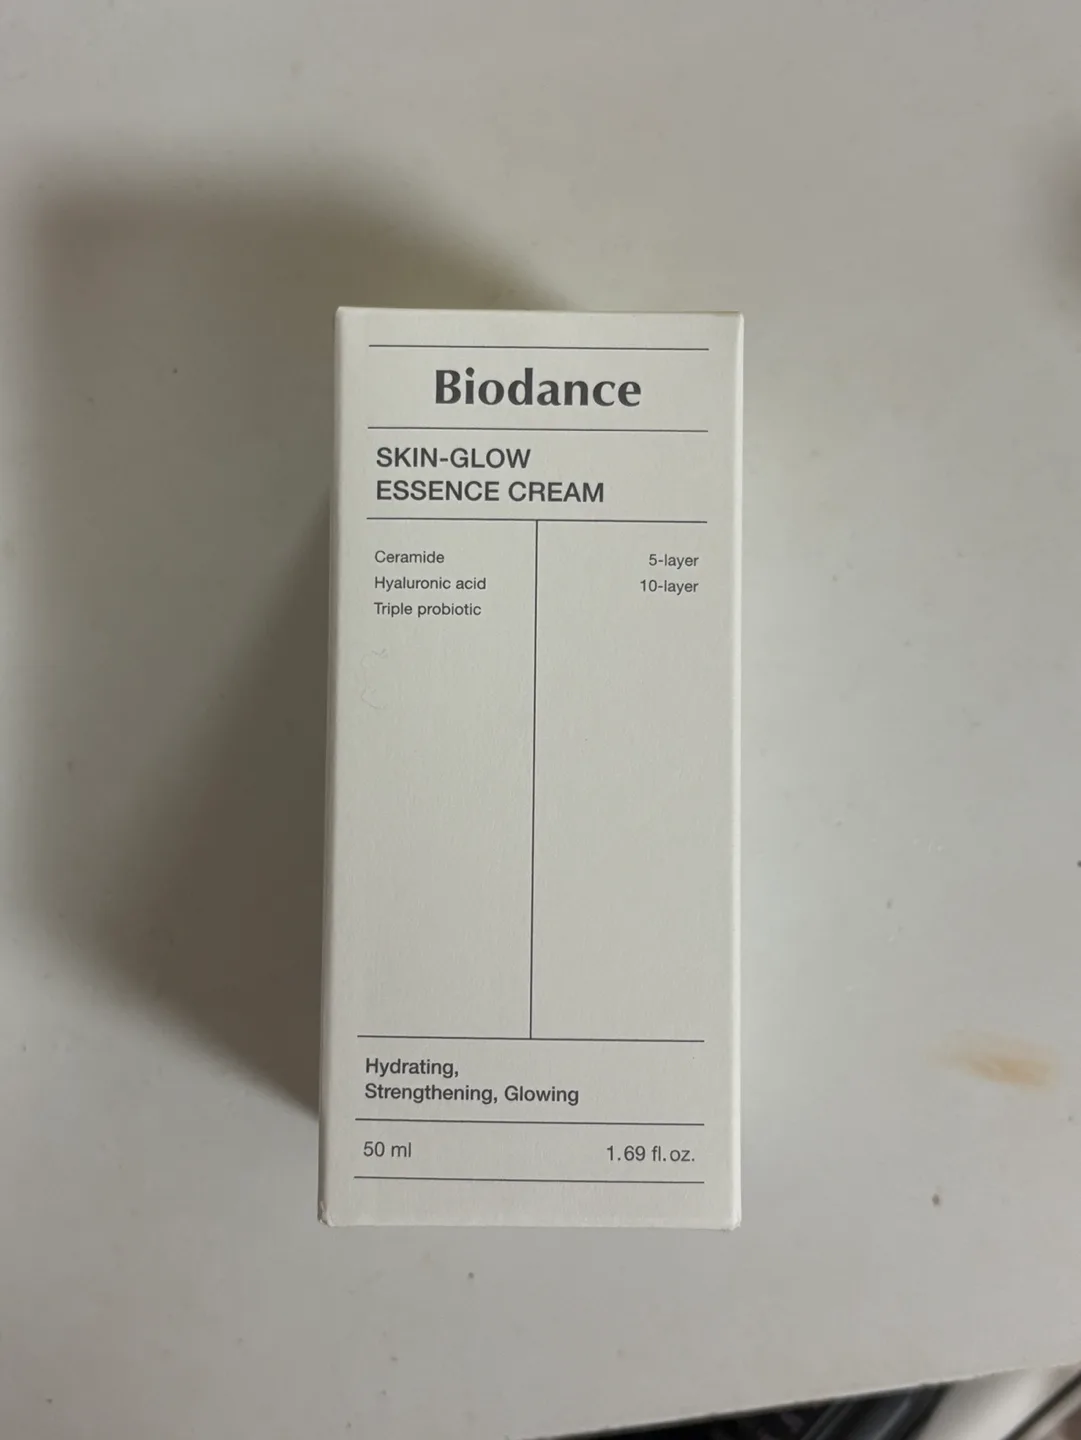 Biodance
SKIN-GLOW
ESSENCE CREAM
Ceramide 5-layer
Hyaluronic acid 10-layer
Triple probiotic
Hydrating,
Strengthening, Glowing
50 ml 1.69 fl.oz.